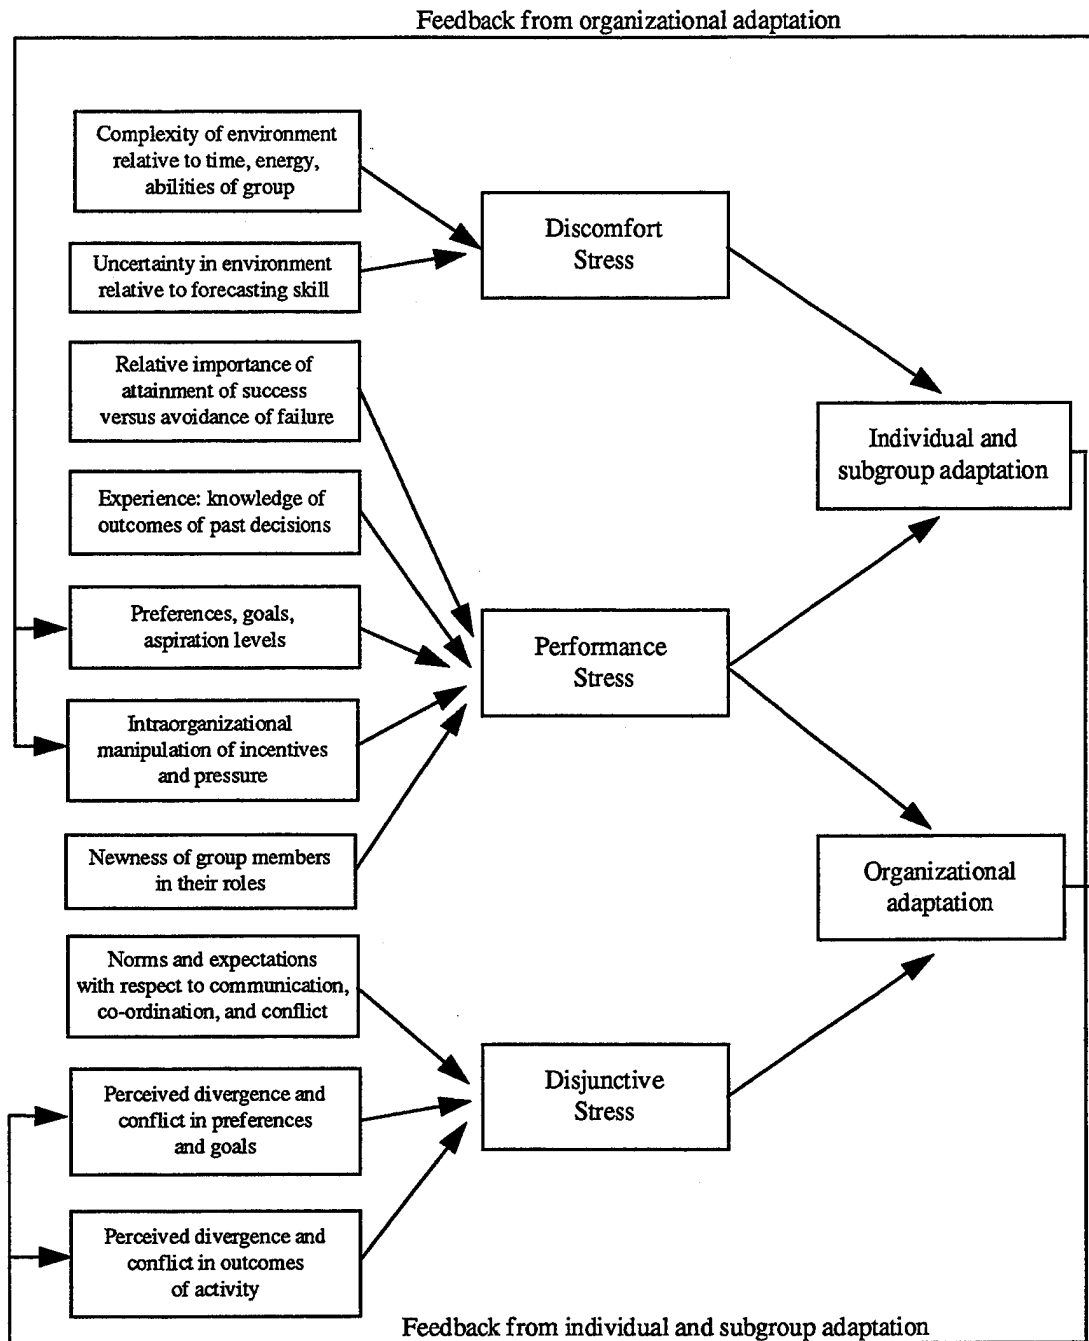 Feedback from organizational adaptation
Complexity of environment
relative to time, energy,
abilities of group
Uncertainty in environment
relative to forecasting skill
Relative importance of
attainment of success
versus avoidance of failure
Experience: knowledge of
outcomes of past decisions
Preferences, goals,
aspiration levels
Intraorganizational
manipulation of incentives
and pressure
Newness of group members
in their roles
Norms and expectations
with respect to communication,
co-ordination, and conflict
Perceived divergence and
conflict in preferences
and goals
Perceived divergence and
conflict in outcomes
of activity
Discomfort
Stress
Performance
Stress
Disjunctive
Stress
Individual and
subgroup adaptation
Organizational
adaptation
Feedback from individual and subgroup adaptation